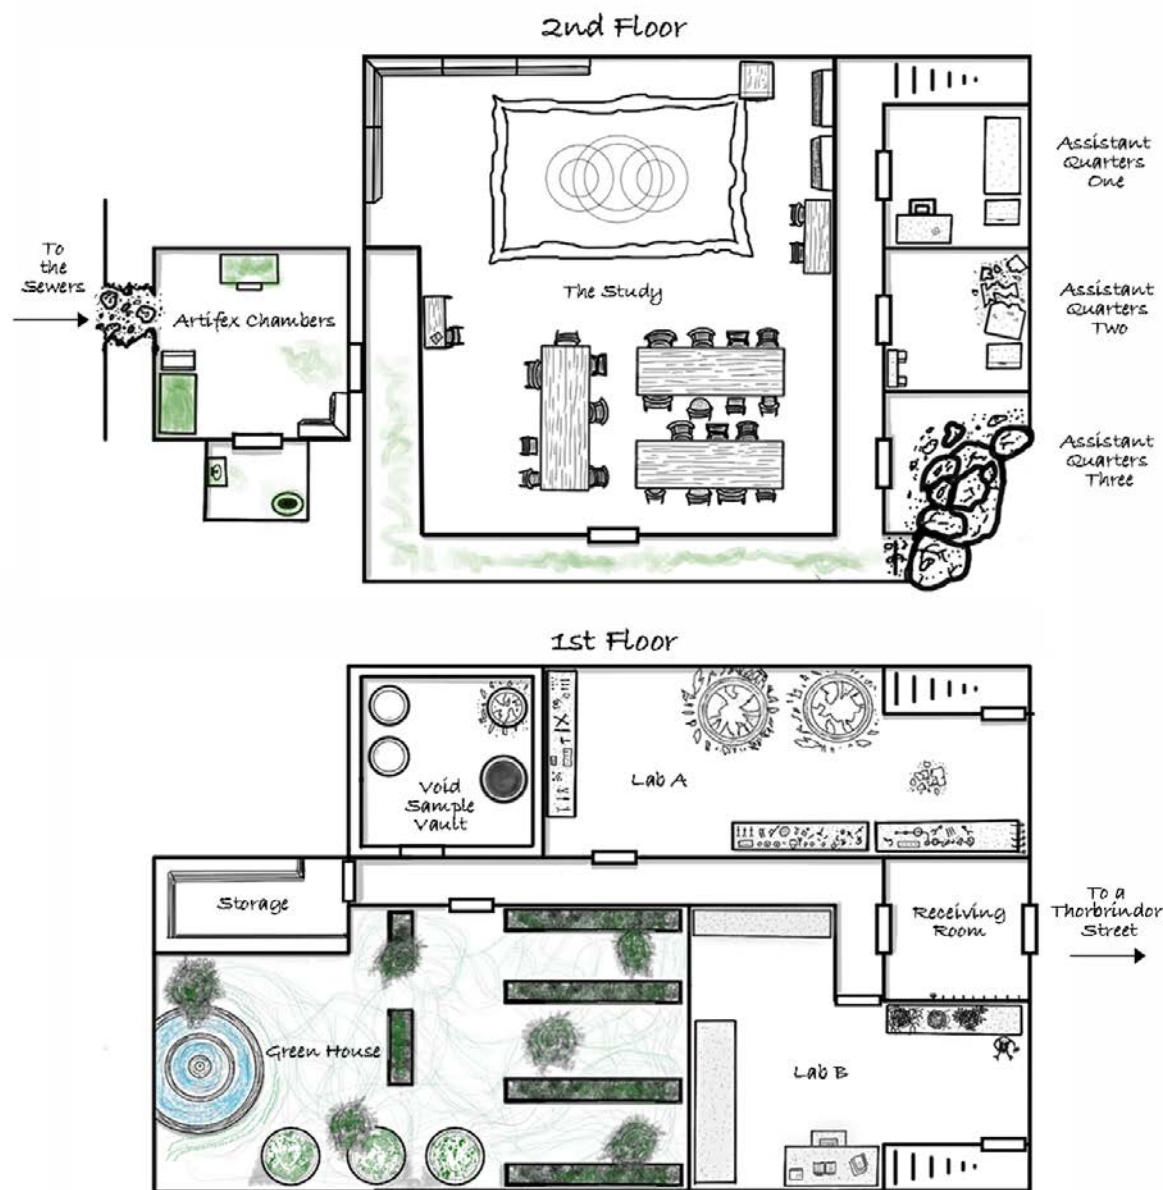 2nd Floor
Assistant
Quarters
One
To
the
Sewers
Artifex Chambers
The Study
Assistant
Quarters
Two
Assistant
Quarters
Three
1st Floor
Void
Sample
Vault
Lab A
Storage
Receiving
Room
To a
Thorbrindor
Street
Green House
Lab B